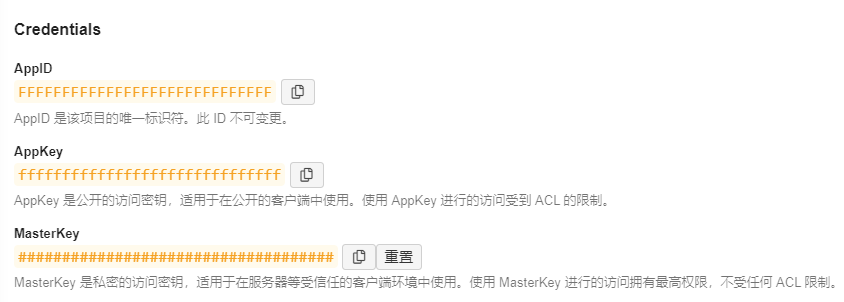 Credentials
AppID
FFFFFFFFFFFFFFFFFFFFFFFFFFFFF
AppID 是该项目的唯一标识符。此 ID 不可变更。
AppKey
ffffffffffffffffffffffffffffff
AppKey 是公开的访问密钥，适用于在公开的客户端中使用。使用 AppKey 进行的访问受到 ACL 的限制。
MasterKey
#################################### 重置
MasterKey 是私密的访问密钥，适用于在服务器等受信任的客户端环境中使用。使用 MasterKey 进行的访问拥有最高权限，不受任何 ACL 限制。